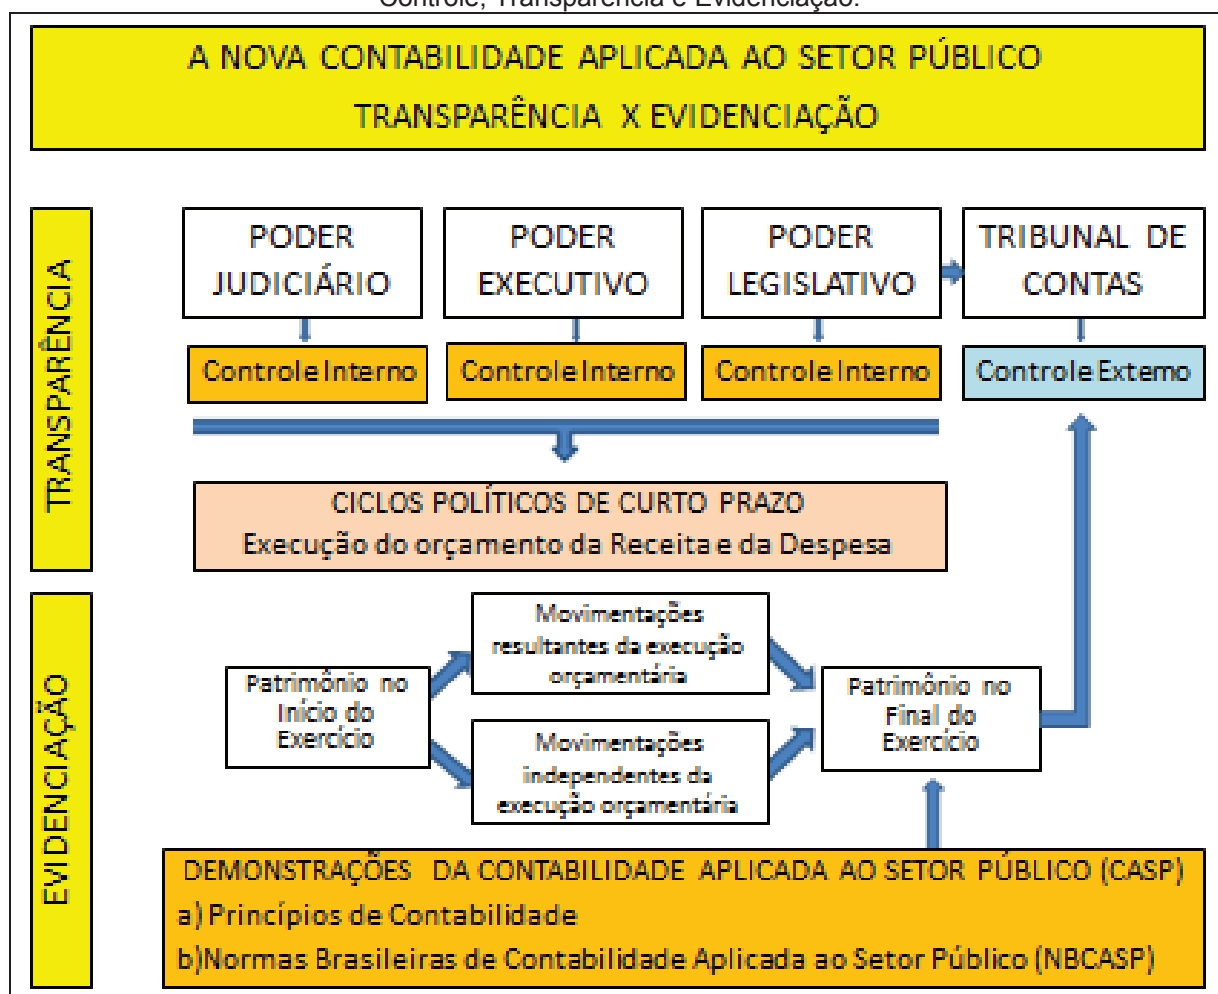 Controle, Transparência e Evidenciação.
A NOVA CONTABILIDADE APLICADA AO SETOR PÚBLICO
TRANSPARÊNCIA X EVIDENCIAÇÃO
TRANSPARÊNCIA
PODER
JUDICIÁRIO
PODER
EXECUTIVO
PODER
LEGISLATIVO
TRIBUNAL DE
CONTAS
Controle Interno
Controle Interno
Controle Interno
Controle Externo
CICLOS POLÍTICOS DE CURTO PRAZO
Execução do orçamento da Receita e da Despesa
EVIDENCIAÇÃO
Patrimônio no
Início do
Exercício
Movimentações
resultantes da execução
orçamentária
Movimentações
independentes da
execução orçamentária
Patrimônio no
Final do
Exercício
DEMONSTRAÇÕES DA CONTABILIDADE APLICADA AO SETOR PÚBLICO (CASP)
a) Princípios de Contabilidade
b)Normas Brasileiras de Contabilidade Aplicada ao Setor Público (NBCASP)